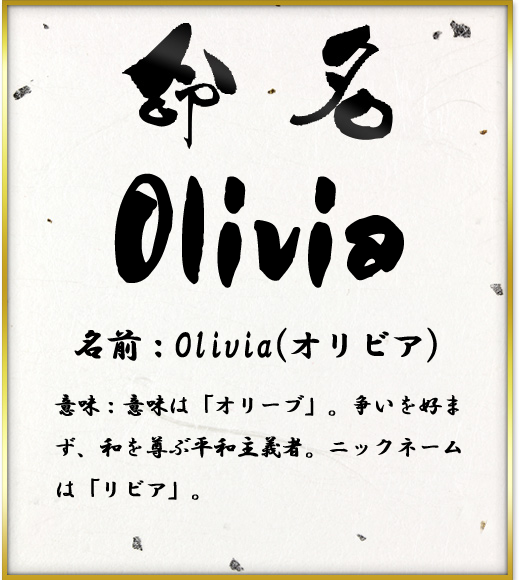 命名
Olivia
名前：Olivia(オリビア)
意味：意味は「オリーブ」。争いを好ま
ず、和を尊ぶ平和主義者。ニックネーム
は「リビア」。